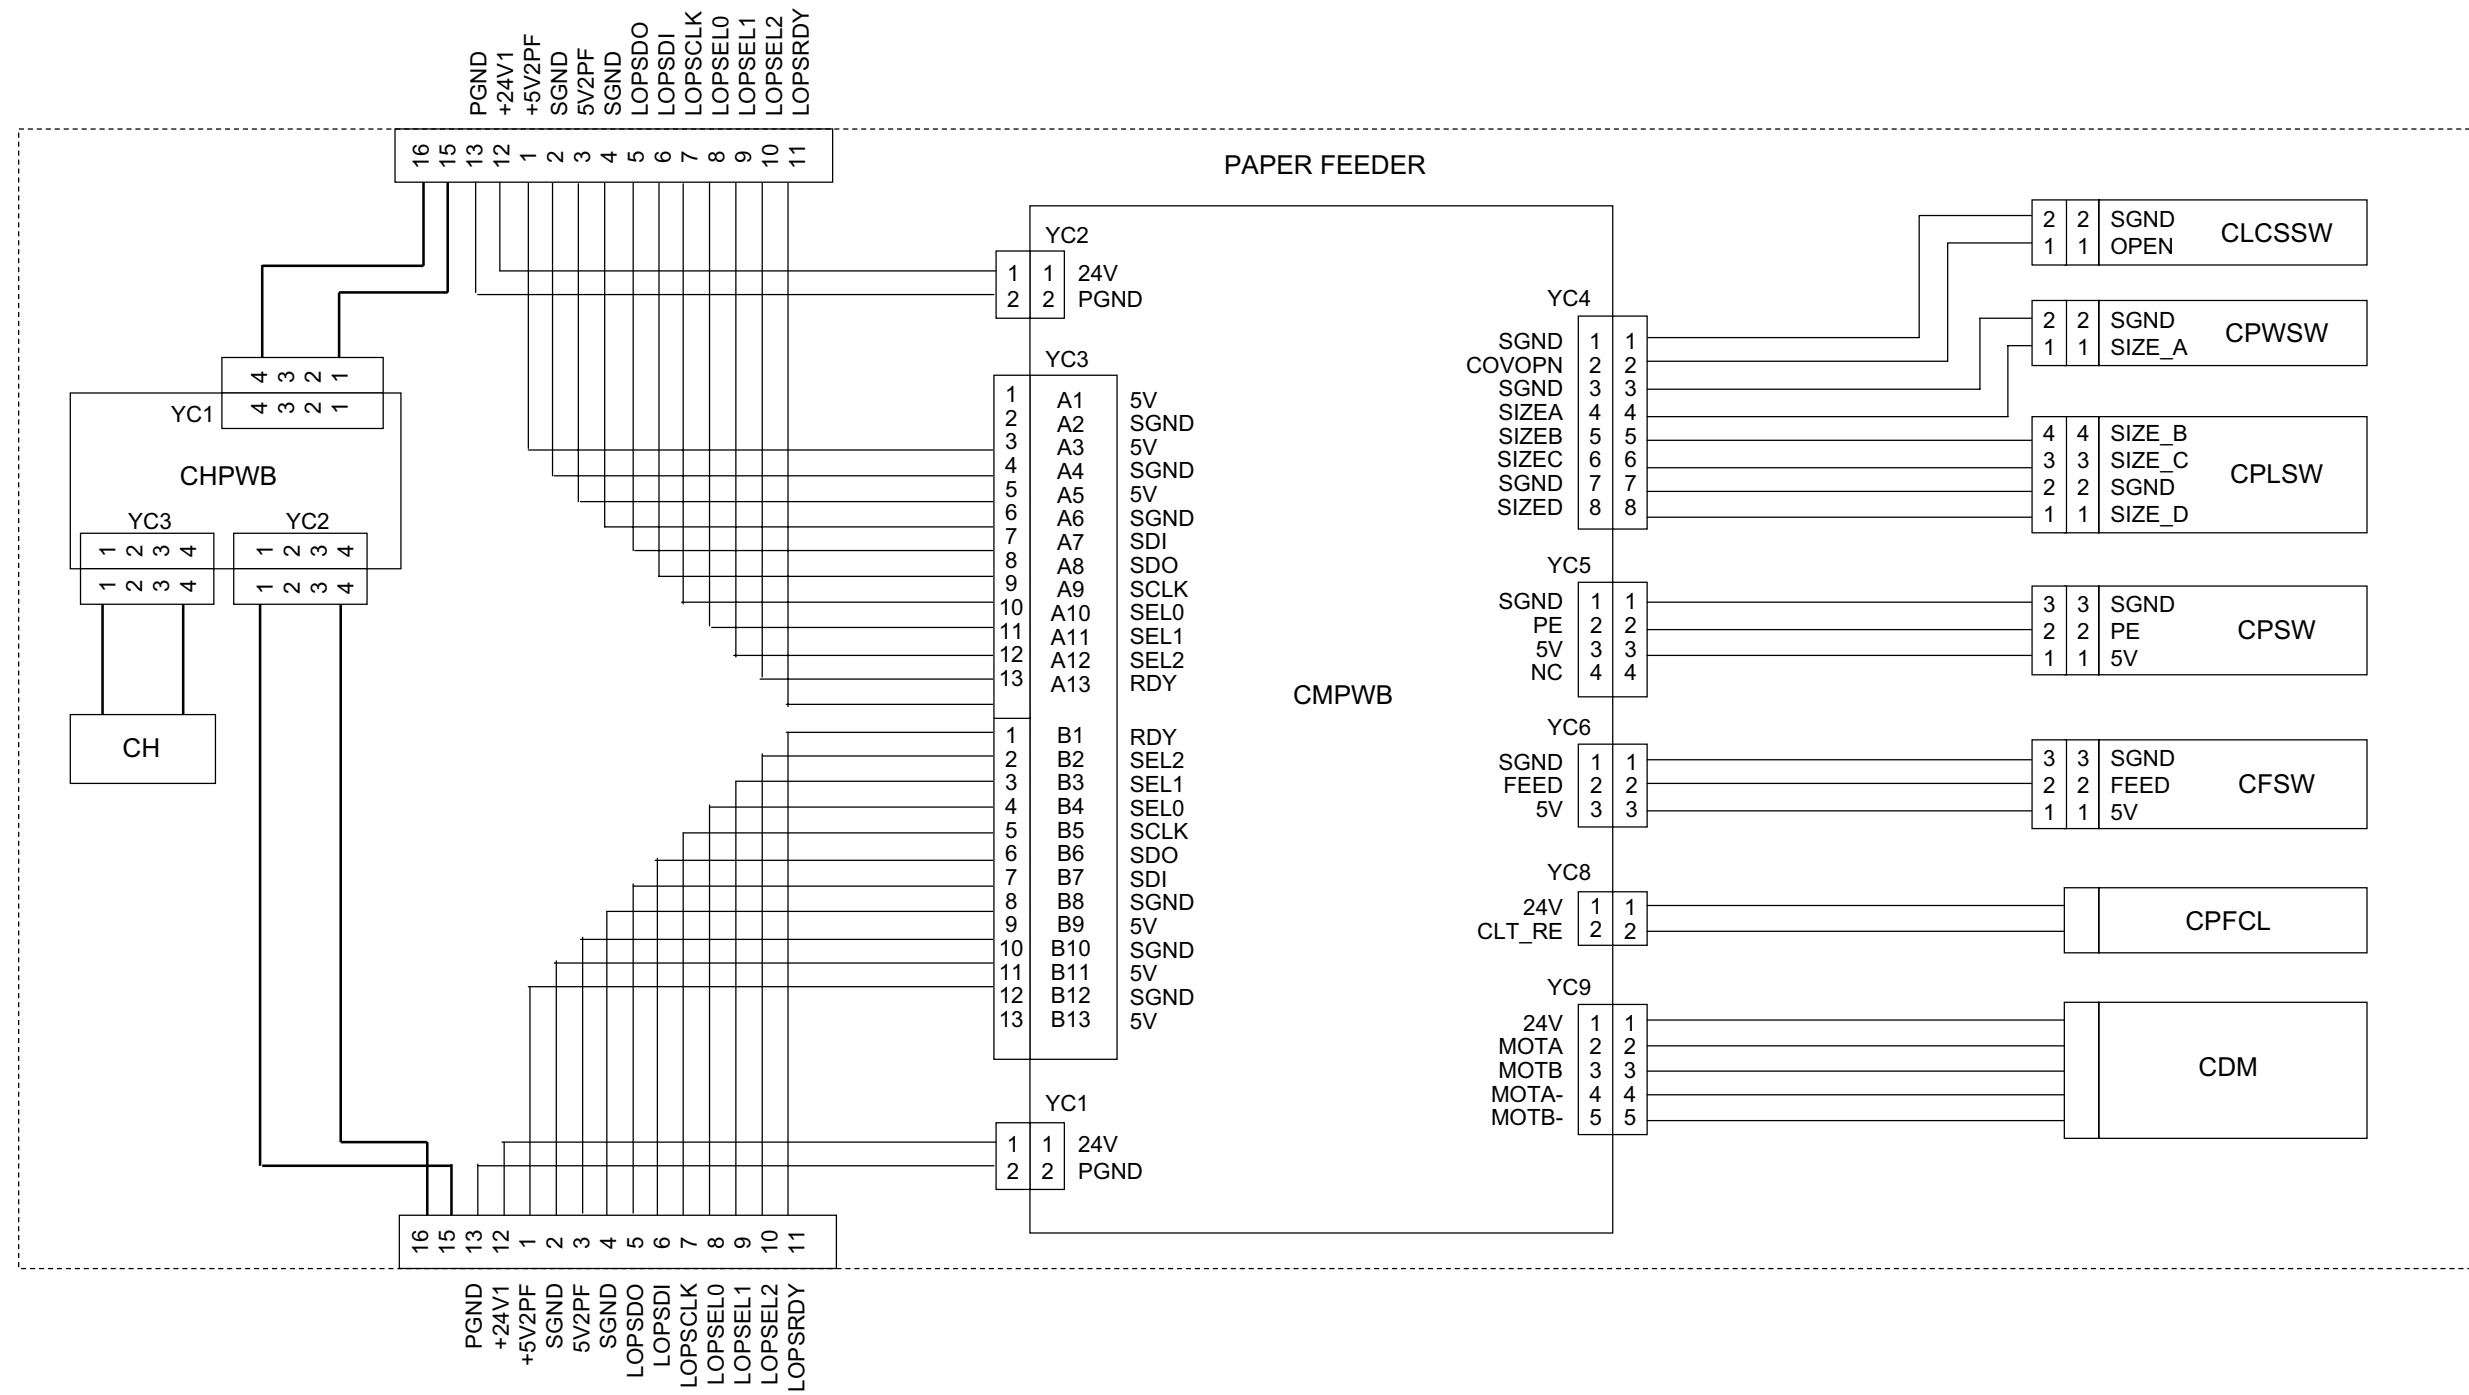 PGND
+24V1
+5V2PF
SGND
5V2PF
SGND
LOPSDO
LOPSDI
LOPSCLK
LOPSEL0
LOPSEL1
LOPSEL2
LOPSRDY
16 15 13 12 1 2 3 4 5 6 7 8 9 10 11
PAPER FEEDER
4 3 2 1
4 3 2 1
YC1
CHPWB
YC3
1 2 3 4
1 2 3 4
YC2
1 2 3 4
1 2 3 4
CH
YC2
1 1 24V
2 2 PGND
YC3
1 A1 5V
2 A2 SGND
3 A3 5V
4 A4 SGND
5 A5 5V
6 A6 SGND
7 A7 SDI
8 A8 SDO
9 A9 SCLK
10 A10 SEL0
11 A11 SEL1
12 A12 SEL2
13 A13 RDY
1 B1 RDY
2 B2 SEL2
3 B3 SEL1
4 B4 SEL0
5 B5 SCLK
6 B6 SDO
7 B7 SDI
8 B8 SGND
9 B9 5V
10 B10 SGND
11 B11 5V
12 B12 SGND
13 B13 5V
YC1
1 1 24V
2 2 PGND
CMPWB
YC4
SGND 1 1
COVOPN 2 2
SGND 3 3
SIZEA 4 4
SIZEB 5 5
SIZEC 6 6
SGND 7 7
SIZED 8 8
YC5
SGND 1 1
PE 2 2
5V 3 3
NC 4 4
YC6
SGND 1 1
FEED 2 2
5V 3 3
YC8
24V 1 1
CLT_RE 2 2
YC9
24V 1 1
MOTA 2 2
MOTB 3 3
MOTA- 4 4
MOTB- 5 5
2 2 SGND
1 1 OPEN
CLCSSW
2 2 SGND
1 1 SIZE_A
CPWSW
4 4 SIZE_B
3 3 SIZE_C
2 2 SGND
1 1 SIZE_D
CPLSW
3 3 SGND
2 2 PE
1 1 5V
CPSW
3 3 SGND
2 2 FEED
1 1 5V
CFSW
CPFCL
CDM
16 15 13 12 1 2 3 4 5 6 7 8 9 10 11
PGND
+24V1
+5V2PF
SGND
5V2PF
SGND
LOPSDO
LOPSDI
LOPSCLK
LOPSEL0
LOPSEL1
LOPSEL2
LOPSRDY